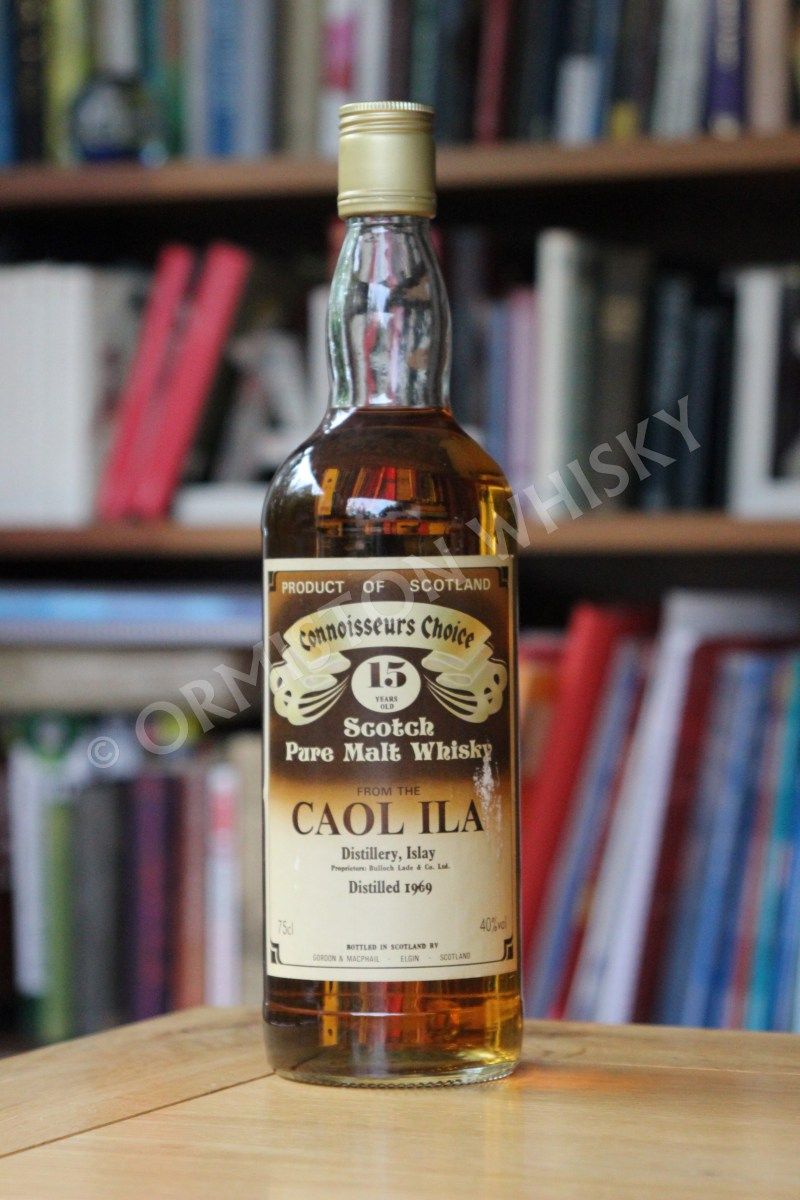 PRODUCT OF SCOTLAND
Connoisseurs Choice
15
YEARS
OLD
Scotch
Pure Malt Whisky
FROM THE
CAOL ILA
Distillery, Islay
Proprietors: Bulloch Lade & Co. Ltd.
Distilled 1969
75cl
40%vol
BOTTLED IN SCOTLAND BY
GORDON & MACPHAIL · ELGIN · SCOTLAND
© ORMISTON WHISKY